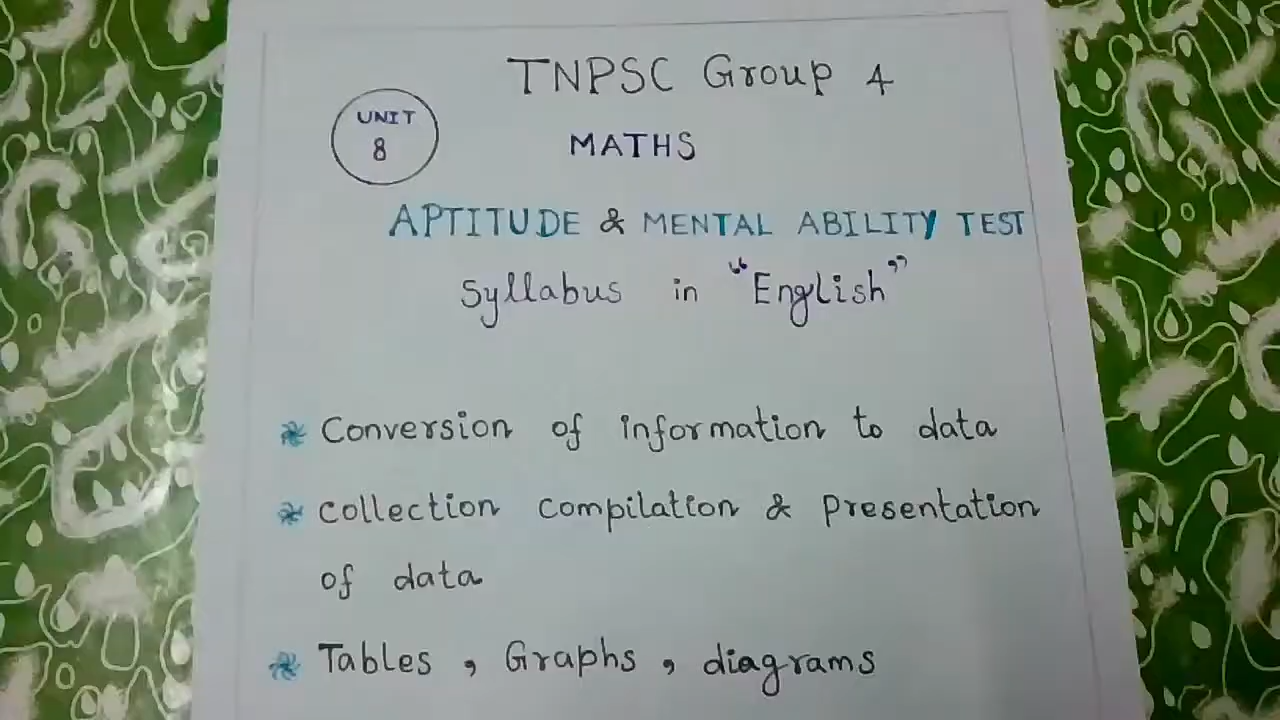 TNPSC Group 4
UNIT
8
MATHS
APTITUDE & MENTAL ABILITY TEST
Syllabus in "English"
* Conversion of information to data
* collection compilation & presentation
of data
* Tables, Graphs, diagrams